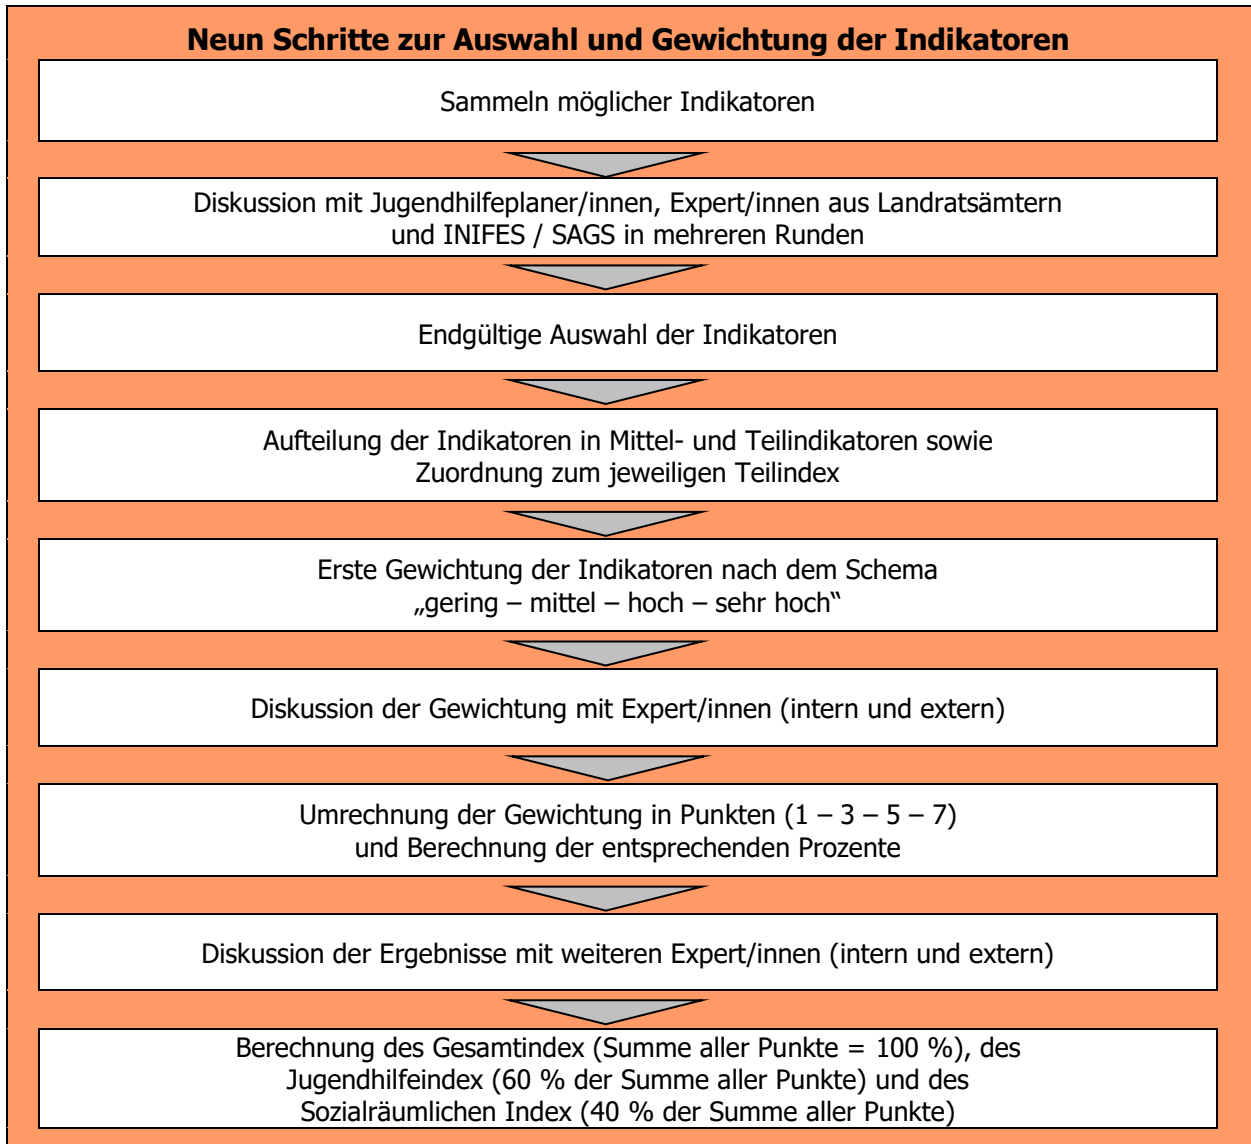 Neun Schritte zur Auswahl und Gewichtung der Indikatoren
Sammeln möglicher Indikatoren
Diskussion mit Jugendhilfeplaner/innen, Expert/innen aus Landratsämtern
und INIFES / SAGS in mehreren Runden
Endgültige Auswahl der Indikatoren
Aufteilung der Indikatoren in Mittel- und Teilindikatoren sowie
Zuordnung zum jeweiligen Teilindex
Erste Gewichtung der Indikatoren nach dem Schema
„gering – mittel – hoch – sehr hoch“
Diskussion der Gewichtung mit Expert/innen (intern und extern)
Umrechnung der Gewichtung in Punkten (1 – 3 – 5 – 7)
und Berechnung der entsprechenden Prozente
Diskussion der Ergebnisse mit weiteren Expert/innen (intern und extern)
Berechnung des Gesamtindex (Summe aller Punkte = 100 %), des
Jugendhilfeindex (60 % der Summe aller Punkte) und des
Sozialräumlichen Index (40 % der Summe aller Punkte)